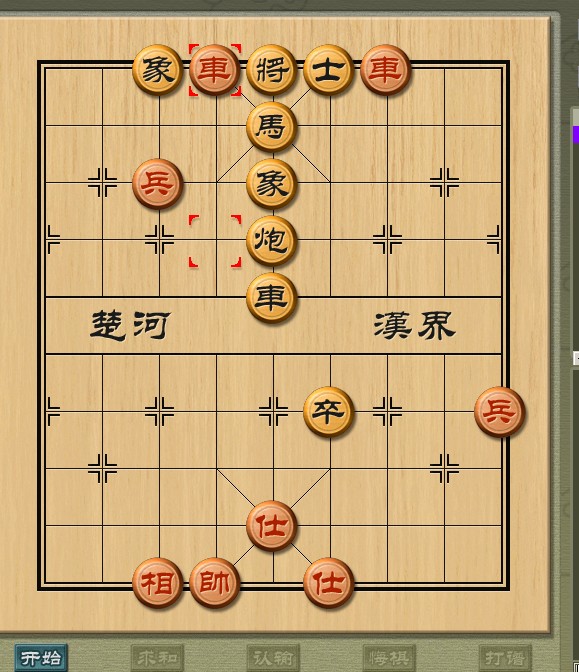 象車將士車
馬
兵象
炮
車
楚河 漢界
卒 兵
仕
相帥仕
开始 求和 认输 悔棋 打谱